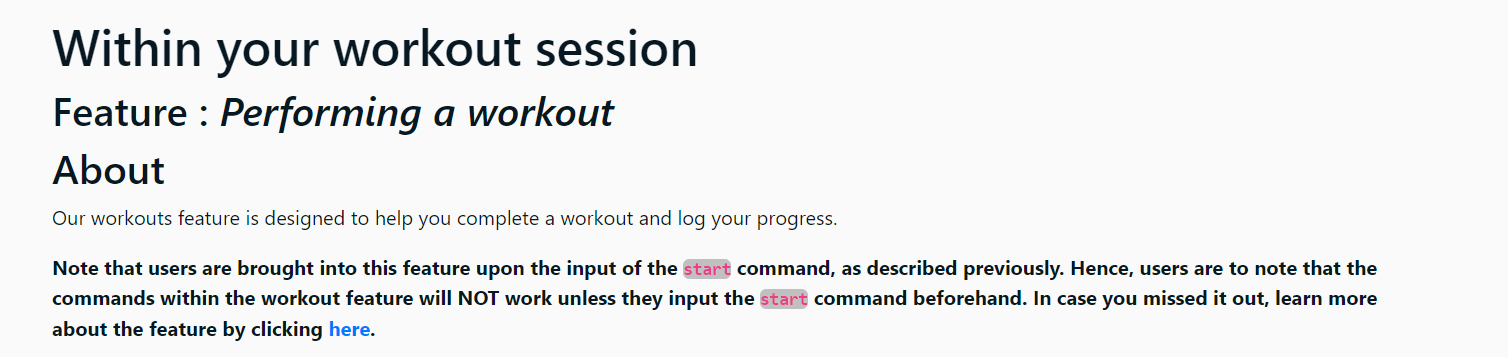 Within your workout session
Feature : Performing a workout
About
Our workouts feature is designed to help you complete a workout and log your progress.
Note that users are brought into this feature upon the input of the start command, as described previously. Hence, users are to note that the
commands within the workout feature will NOT work unless they input the start command beforehand. In case you missed it out, learn more
about the feature by clicking here.